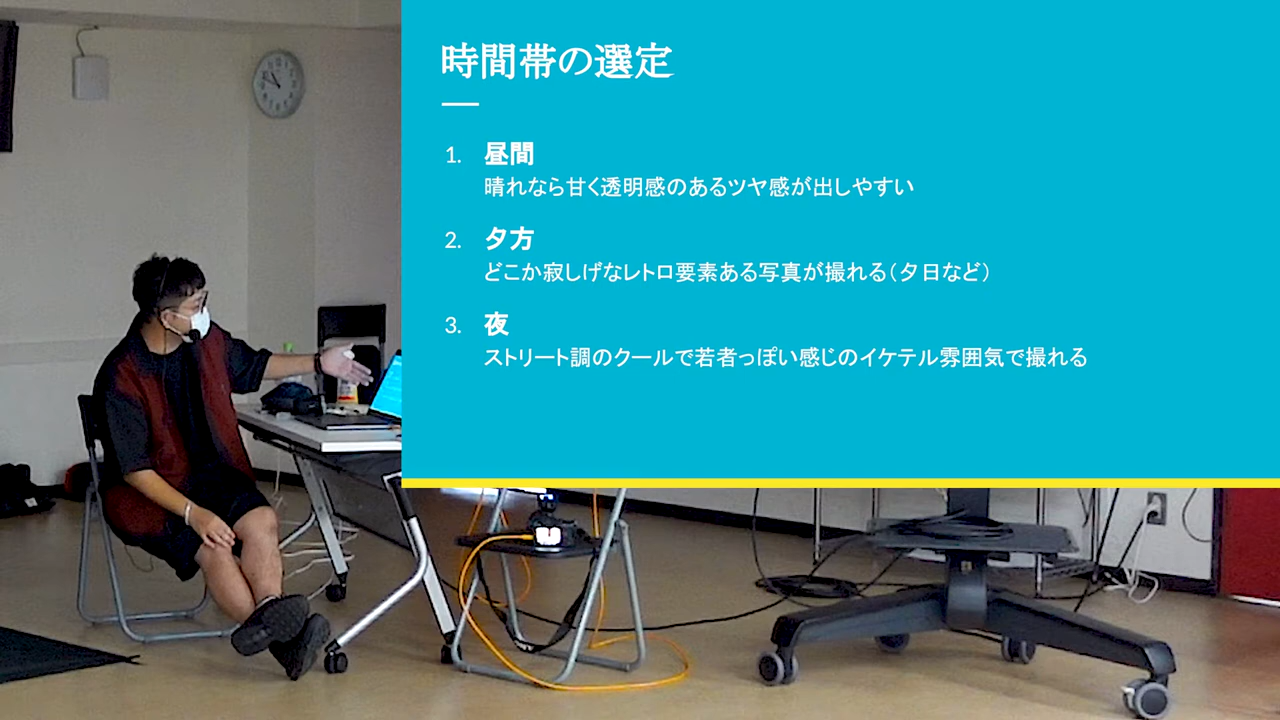 時間帯の選定
1. 昼間
晴れなら甘く透明感のあるツヤ感が出しやすい
2. 夕方
どこか寂しげなレトロ要素ある写真が撮れる（夕日など）
3. 夜
ストリート調のクールで若者っぽい感じのイケテル雰囲気で撮れる